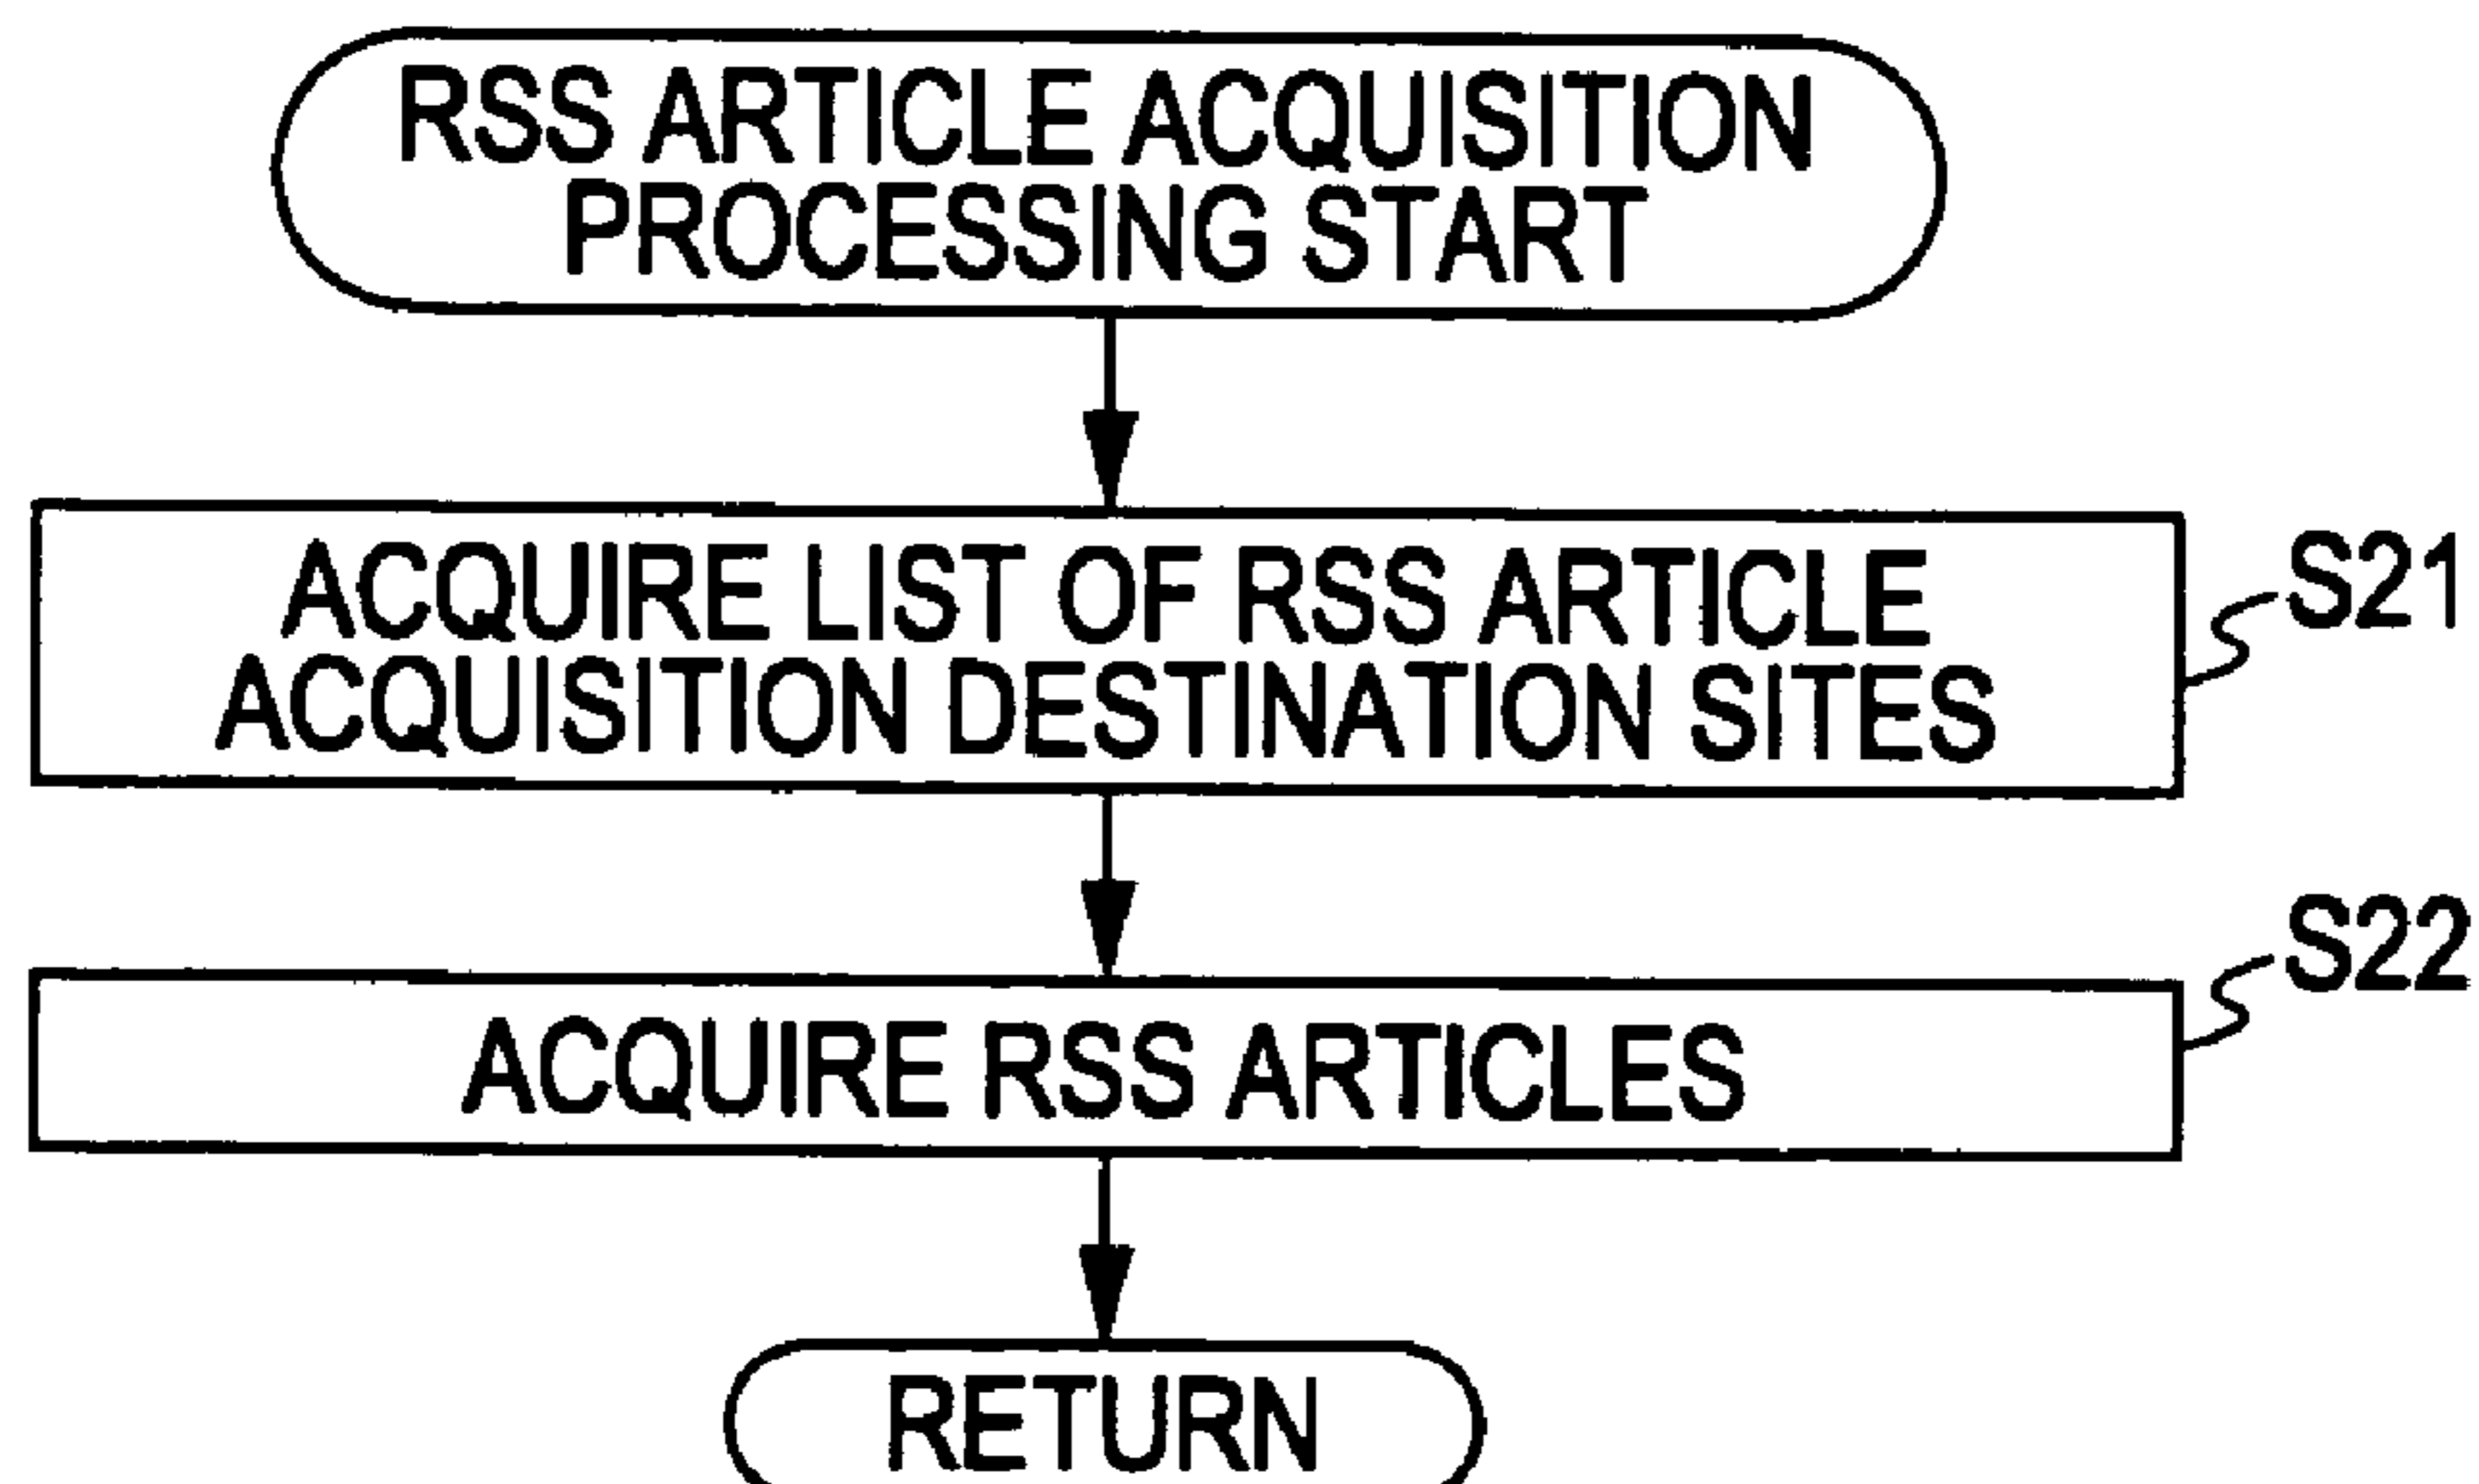 RSS ARTICLE ACQUISITION
PROCESSING START
ACQUIRE LIST OF RSS ARTICLE
ACQUISITION DESTINATION SITES
S21
ACQUIRE RSS ARTICLES
S22
RETURN